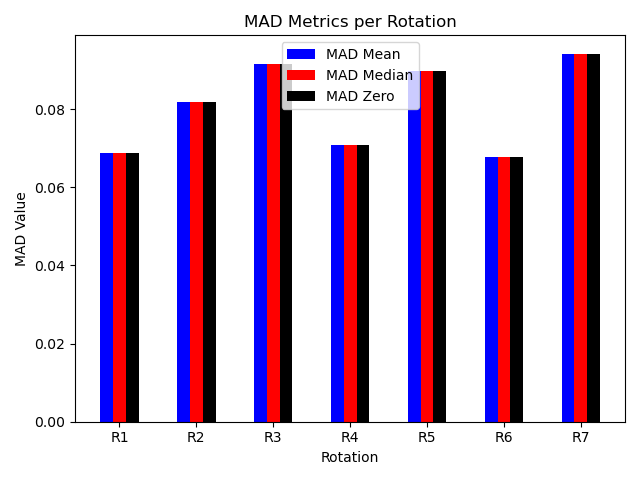 MAD Metrics per Rotation
MAD Mean
MAD Median
MAD Zero
MAD Value
0.08
0.06
0.04
0.02
0.00
R1 R2 R3 R4 R5 R6 R7
Rotation